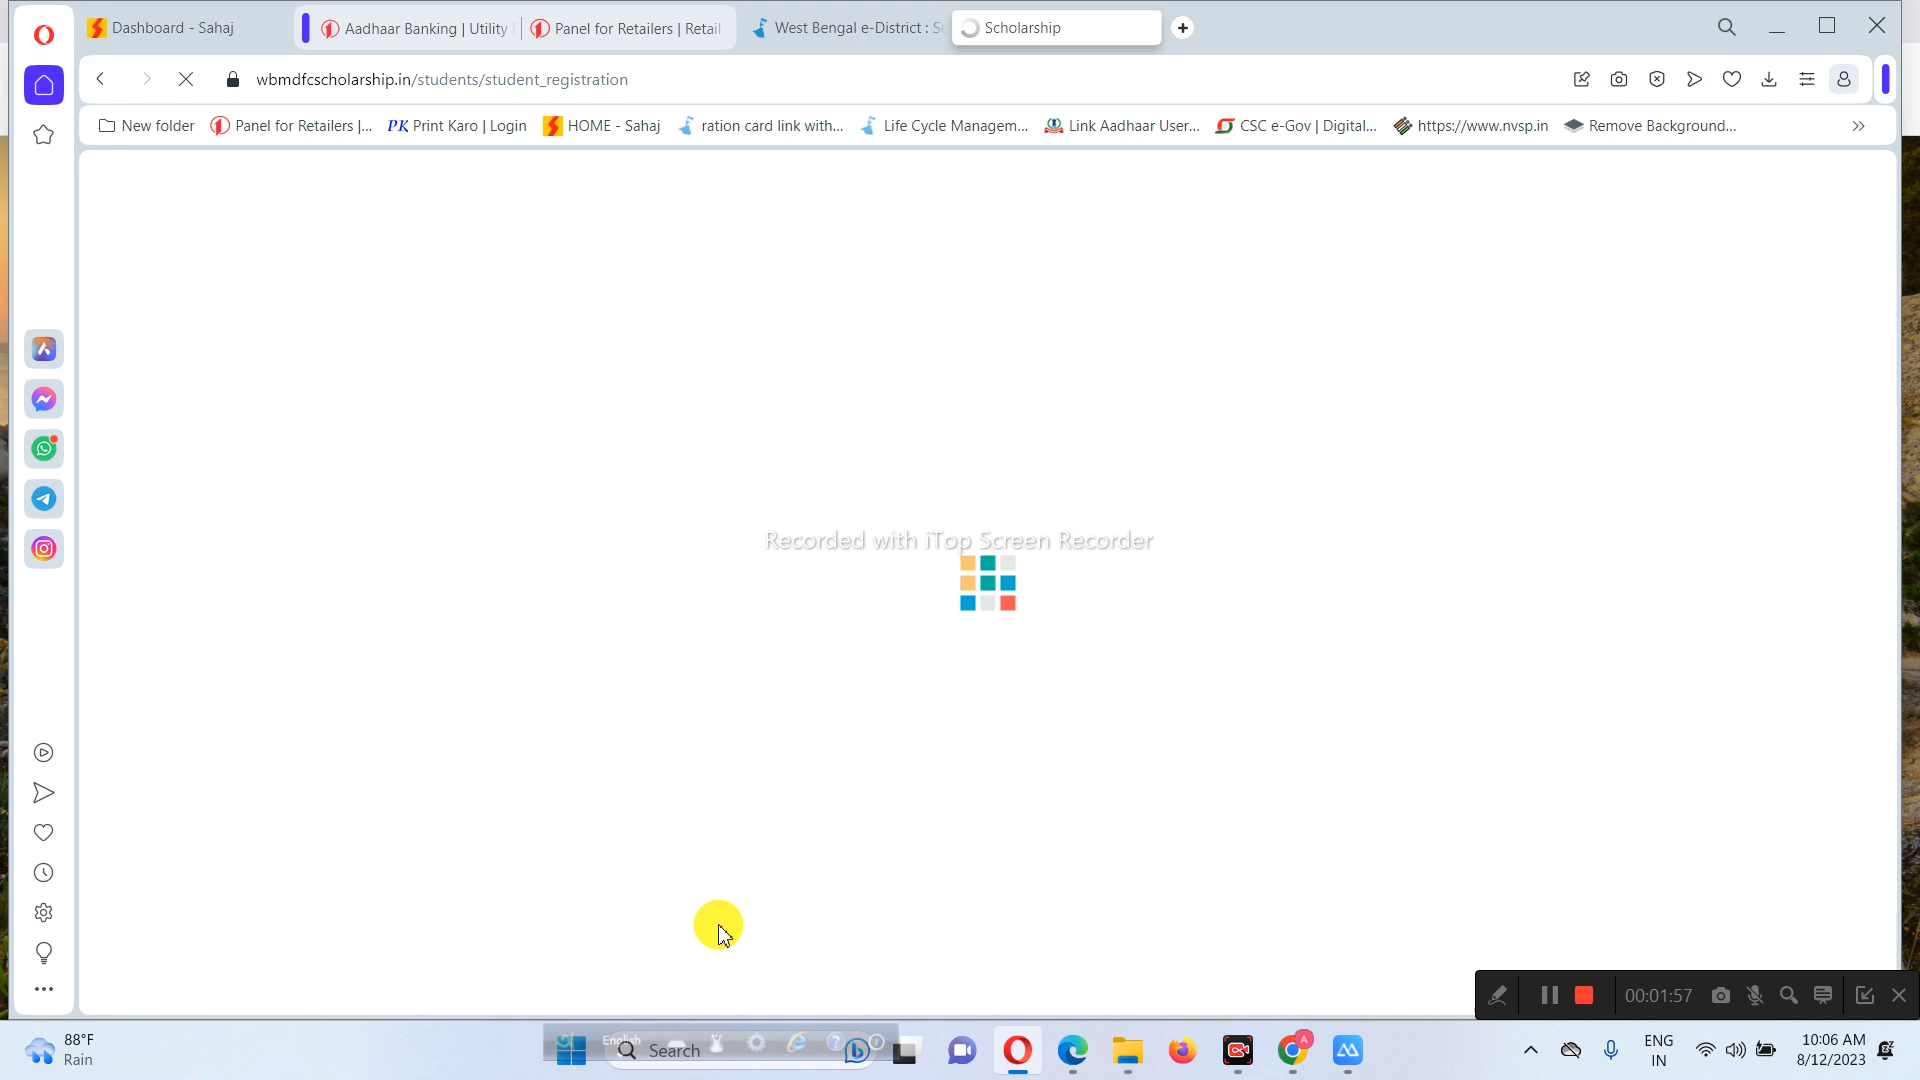 Dashboard - Sahaj
Aadhaar Banking | Utility
Panel for Retailers | Retail
West Bengal e-District : Se
Scholarship
wbmdfcscholarship.in/students/student_registration
New folder
Panel for Retailers |...
PK Print Karo | Login
HOME - Sahaj
ration card link with...
Life Cycle Managem...
Link Aadhaar User...
CSC e-Gov | Digital...
https://www.nvsp.in
Remove Background...
Recorded with iTop Screen Recorder
00:01:57
88°F
Rain
English
Search
A
ENG
IN
10:06 AM
8/12/2023